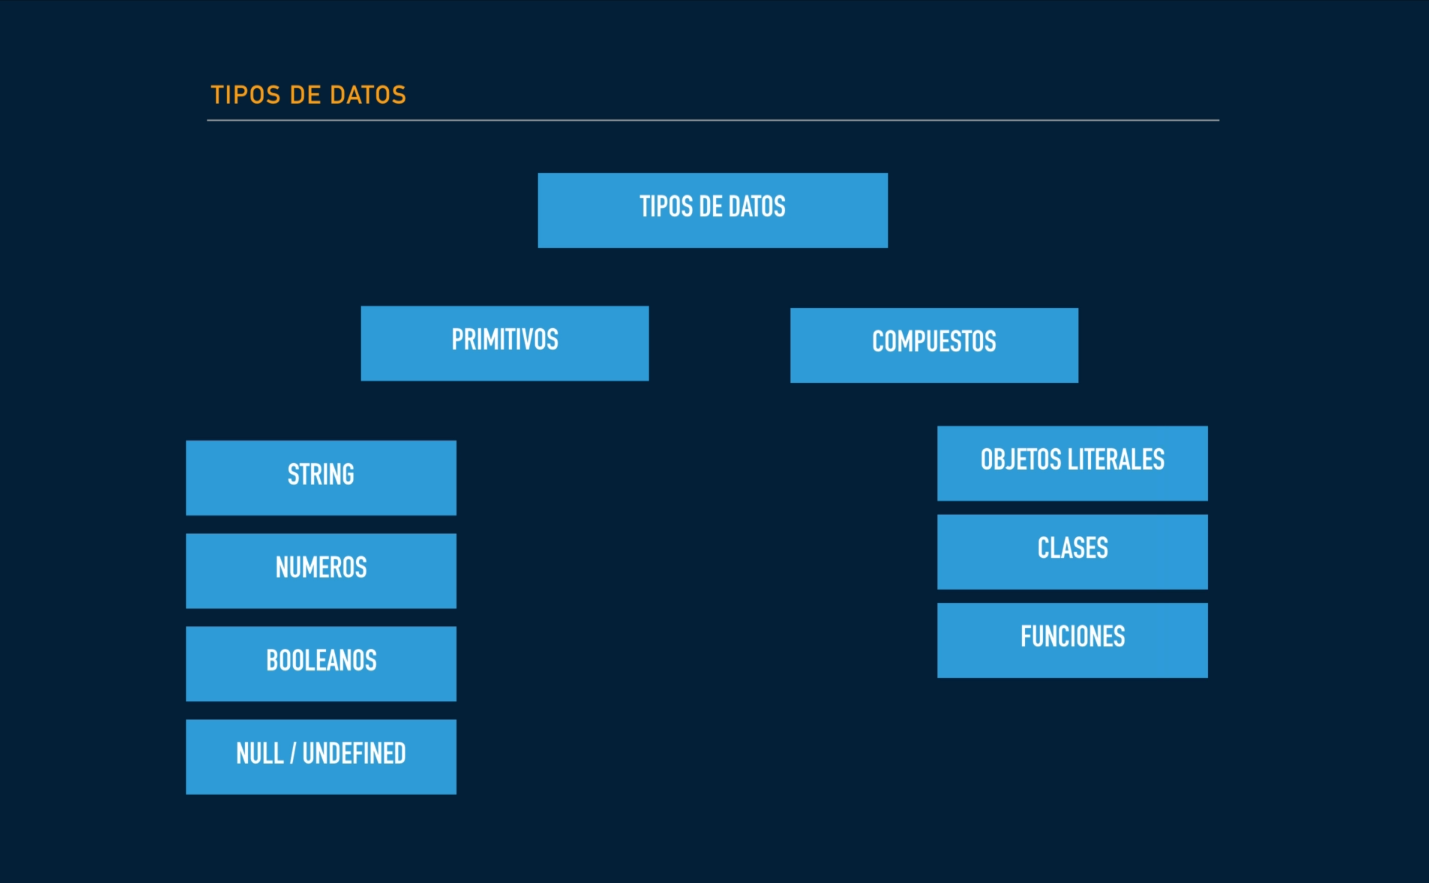 TIPOS DE DATOS
TIPOS DE DATOS
PRIMITIVOS
COMPUESTOS
STRING
NUMEROS
BOOLEANOS
NULL / UNDEFINED
OBJETOS LITERALES
CLASES
FUNCIONES